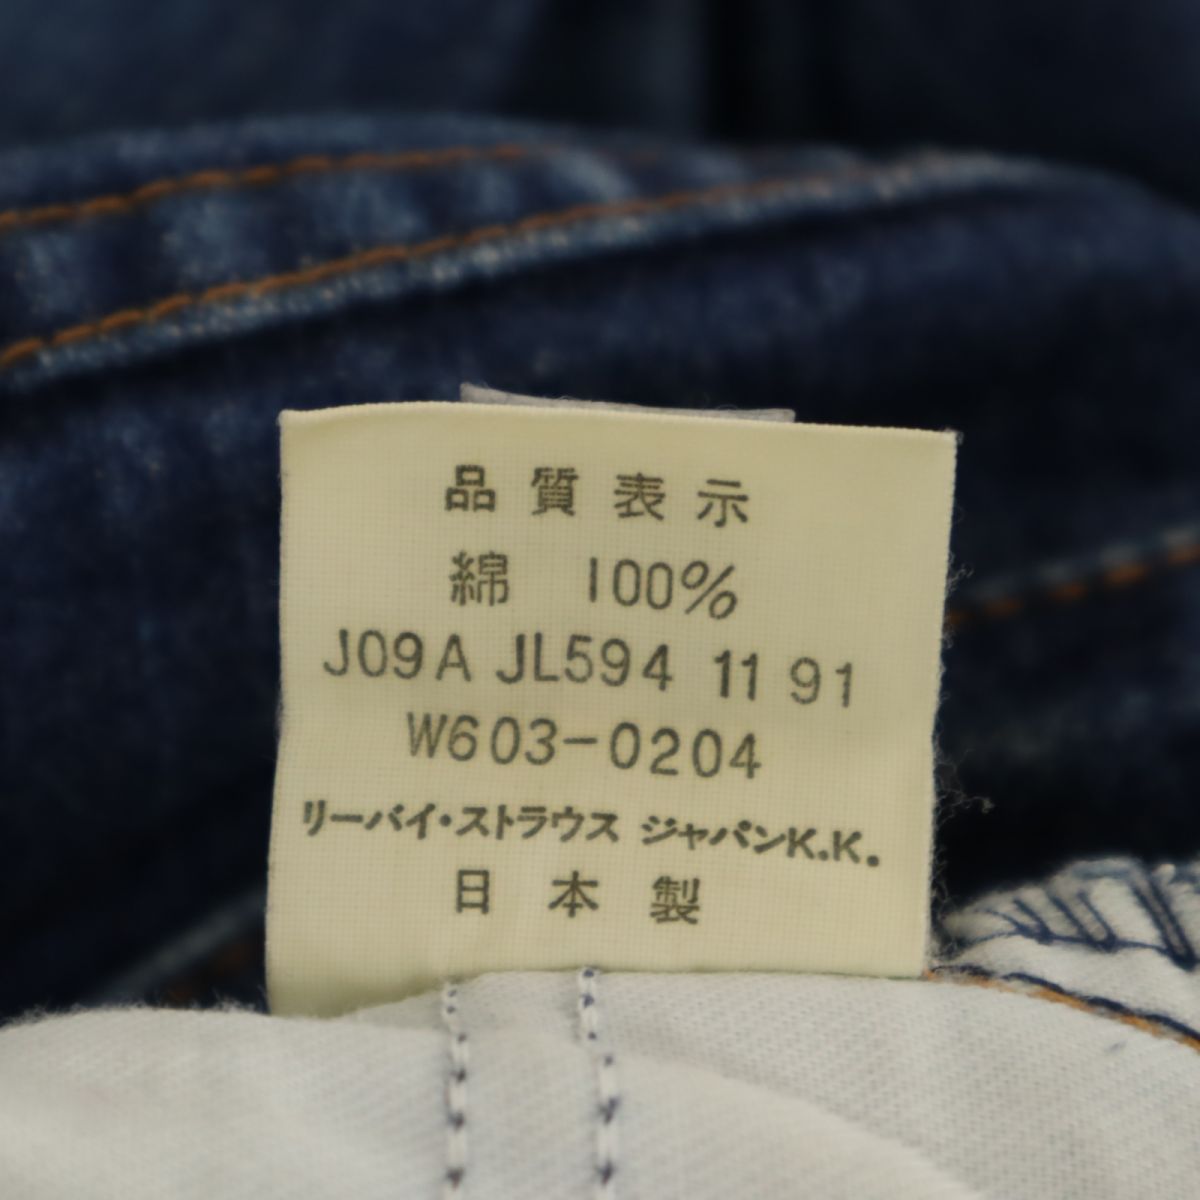 品質表示
綿 100%
J09A JL594 11 91
W603-0204
リーバイ・ストラウス ジャパンK.K.
日本製